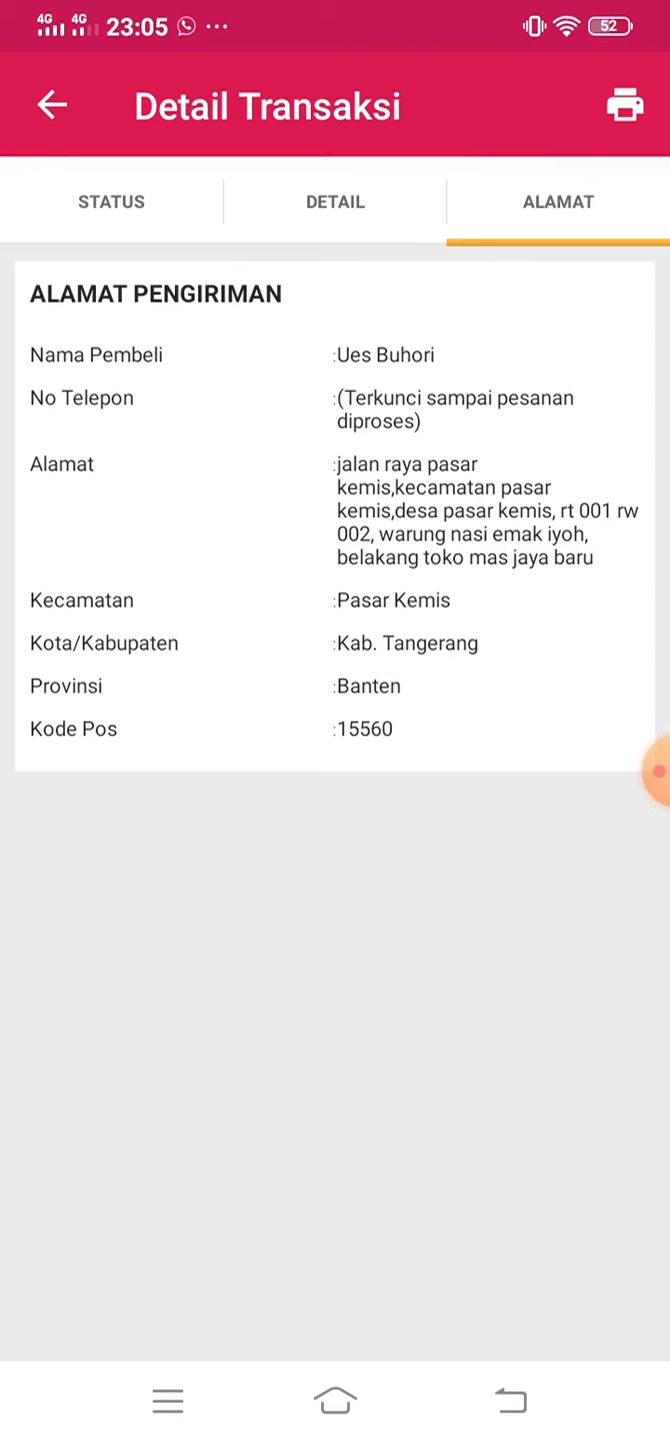 4G 4G 23:05 ... 52
Detail Transaksi
STATUS DETAIL ALAMAT
ALAMAT PENGIRIMAN
Nama Pembeli :Ues Buhori
No Telepon :(Terkunci sampai pesanan
diproses)
Alamat :jalan raya pasar
kemis,kecamatan pasar
kemis,desa pasar kemis, rt 001 rw
002, warung nasi emak iyoh,
belakang toko mas jaya baru
Kecamatan :Pasar Kemis
Kota/Kabupaten :Kab. Tangerang
Provinsi :Banten
Kode Pos :15560